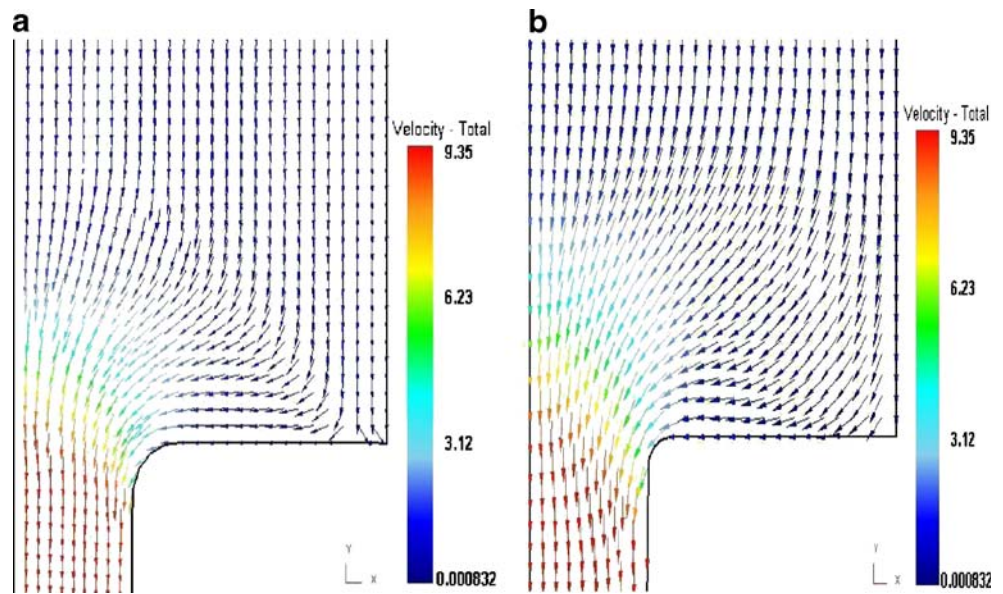 a
Velocity - Total
9.35
6.23
3.12
0.000832
Y
X
b
Velocity - Total
9.35
6.23
3.12
0.000832
Y
X